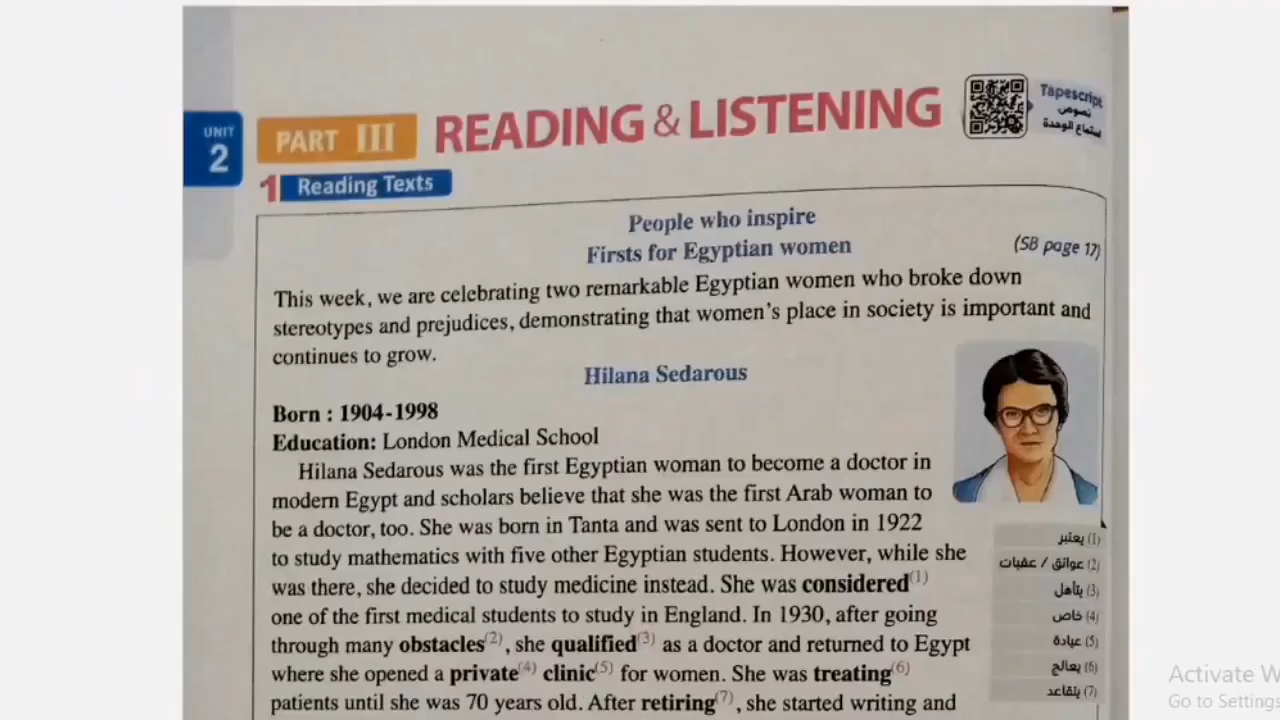 UNIT
2
PART III
READING & LISTENING
Tapescript
نصوص
استماع الوحدة
1 Reading Texts
People who inspire
Firsts for Egyptian women
(SB page 17)
This week, we are celebrating two remarkable Egyptian women who broke down
stereotypes and prejudices, demonstrating that women's place in society is important and
continues to grow.
Hilana Sedarous
Born : 1904-1998
Education: London Medical School
Hilana Sedarous was the first Egyptian woman to become a doctor in
modern Egypt and scholars believe that she was the first Arab woman to
be a doctor, too. She was born in Tanta and was sent to London in 1922
to study mathematics with five other Egyptian students. However, while she
was there, she decided to study medicine instead. She was considered(1)
one of the first medical students to study in England. In 1930, after going
through many obstacles(2), she qualified(3) as a doctor and returned to Egypt
where she opened a private(4) clinic(5) for women. She was treating(6)
patients until she was 70 years old. After retiring(7), she started writing and
(1) يعتبر
(2) عوائق / عقبات
(3) يتأهل
(4) خاص
(5) عيادة
(6) يعالج
(7) يتقاعد
Activate W
Go to Settings